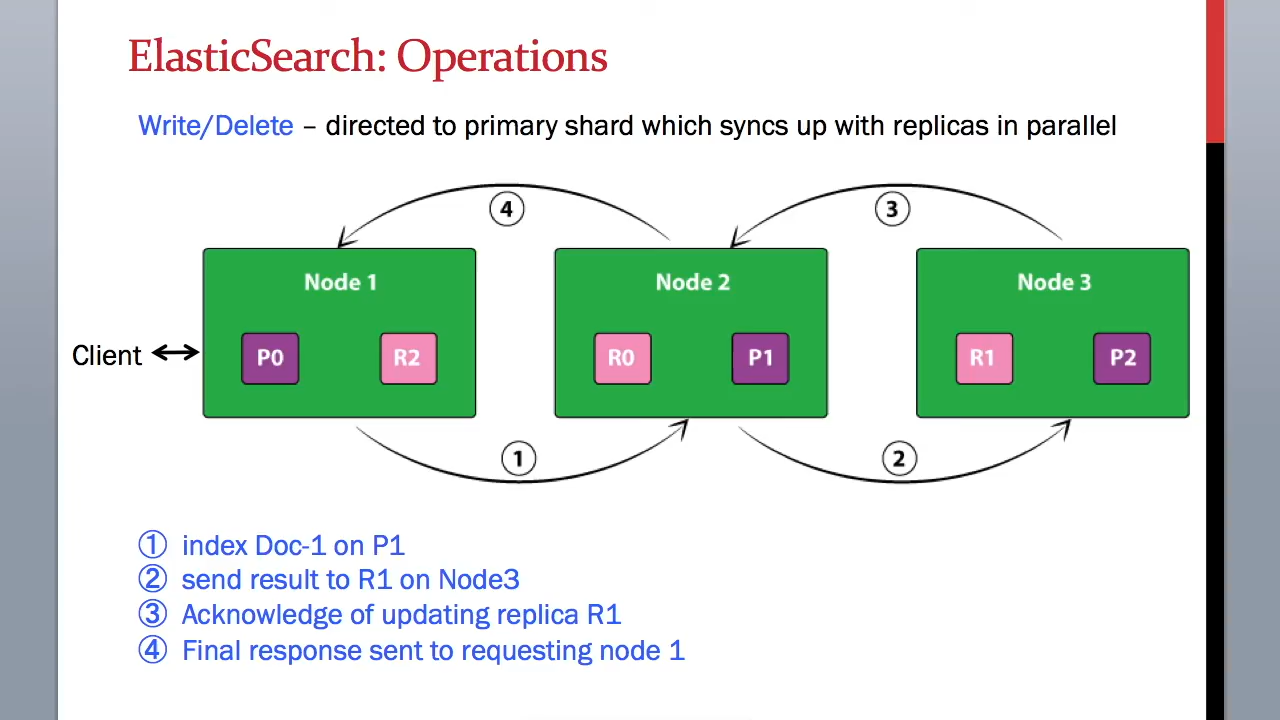 ElasticSearch: Operations
Write/Delete – directed to primary shard which syncs up with replicas in parallel
4
3
Node 1
Node 2
Node 3
Client
P0
R2
R0
P1
R1
P2
1
2
① index Doc-1 on P1
② send result to R1 on Node3
③ Acknowledge of updating replica R1
④ Final response sent to requesting node 1